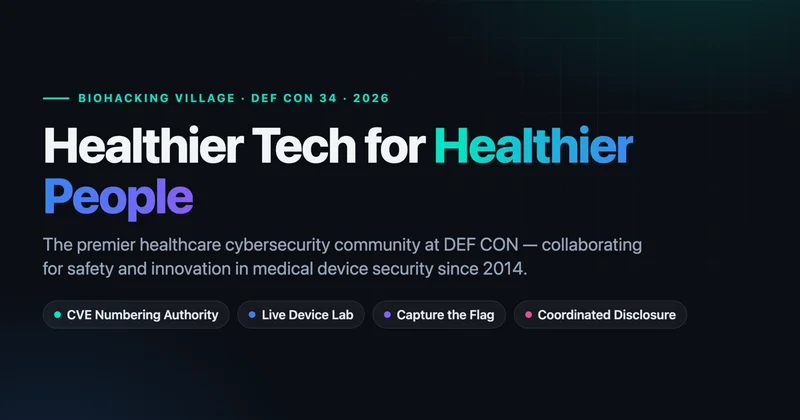 BIOHACKING VILLAGE · DEF CON 34 · 2026
Healthier Tech for Healthier
People
The premier healthcare cybersecurity community at DEF CON — collaborating
for safety and innovation in medical device security since 2014.
CVE Numbering Authority
Live Device Lab
Capture the Flag
Coordinated Disclosure